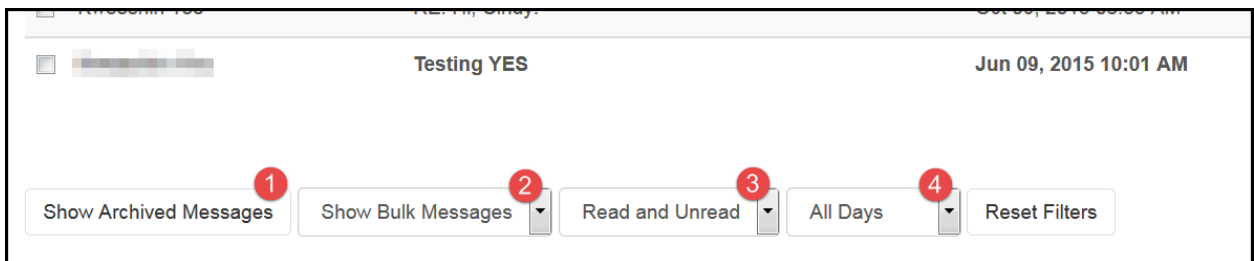 Testing YES Jun 09, 2015 10:01 AM
1 2 3 4
Show Archived Messages Show Bulk Messages Read and Unread All Days Reset Filters